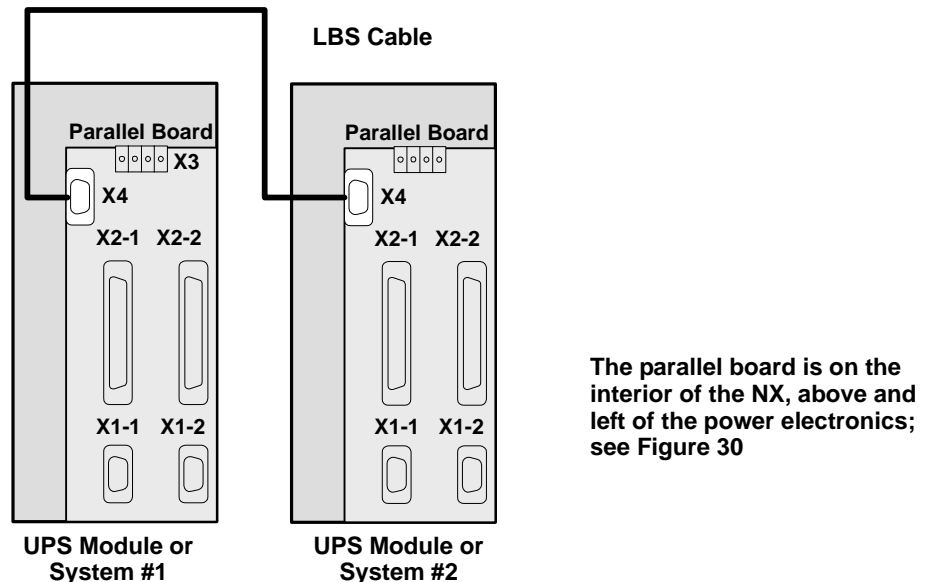 LBS Cable
Parallel Board
X3
X4
X2-1 X2-2
X1-1 X1-2
UPS Module or
System #1
Parallel Board
X4
X2-1 X2-2
X1-1 X1-2
UPS Module or
System #2
The parallel board is on the
interior of the NX, above and
left of the power electronics;
see Figure 30